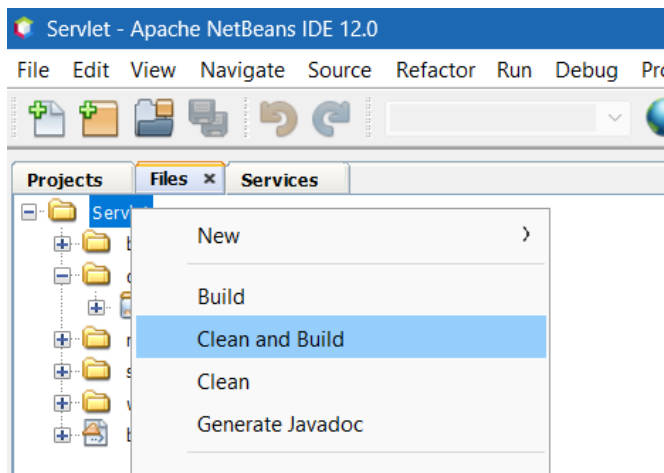 Servlet - Apache NetBeans IDE 12.0
File Edit View Navigate Source Refactor Run Debug
Projects Files × Services
New
Build
Clean and Build
Clean
Generate Javadoc